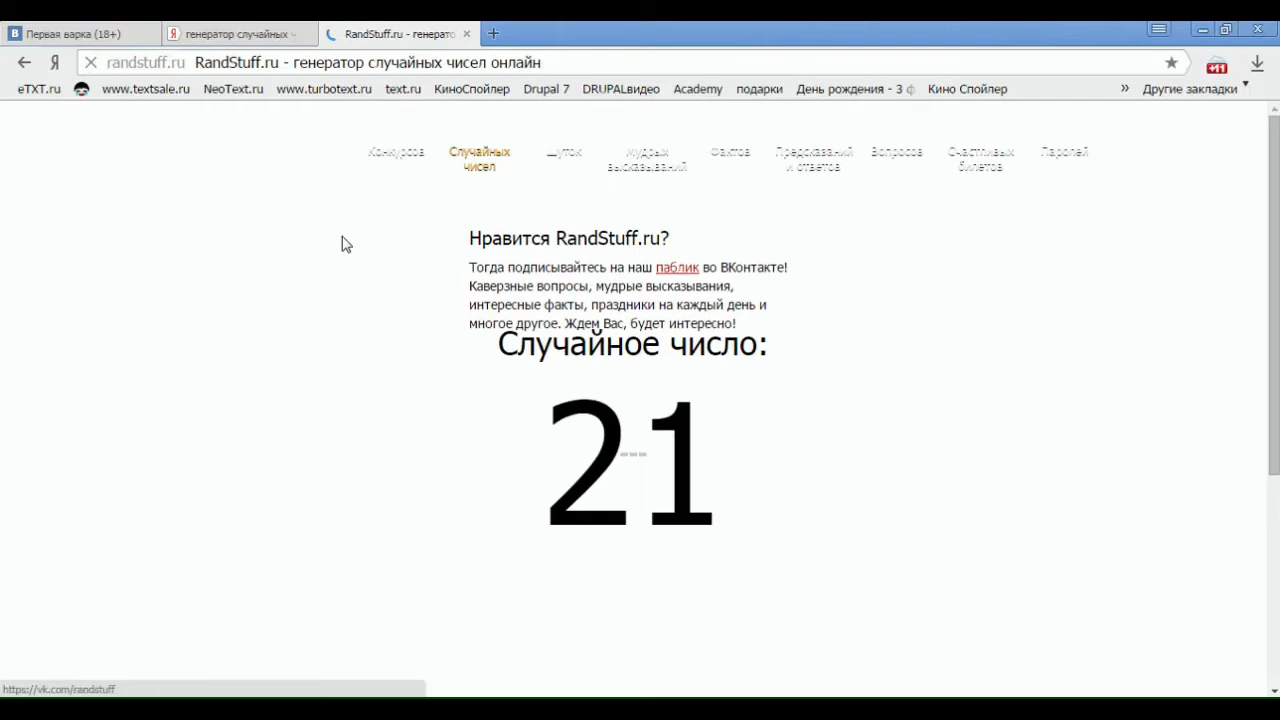 Первая варка (18+)
генератор случайных ч
RandStuff.ru - генерато
randstuff.ru RandStuff.ru - генератор случайных чисел онлайн
+11
eTXT.ru www.textsale.ru NeoText.ru www.turbotext.ru text.ru КиноСпойлер Drupal 7 DRUPALвидео Academy подарки День рождения - 3 ф Кино Спойлер » Другие закладки
Конкурсов
Случайных
чисел
Шуток
Мудрых
высказываний
Фактов
Предсказаний
и ответов
Вопросов
Счастливых
билетов
Паролей
Нравится RandStuff.ru?
Тогда подписывайтесь на наш паблик во ВКонтакте!
Каверзные вопросы, мудрые высказывания,
интересные факты, праздники на каждый день и
многое другое. Ждем Вас, будет интересно!
Случайное число:
21
---
https://vk.com/randstuff